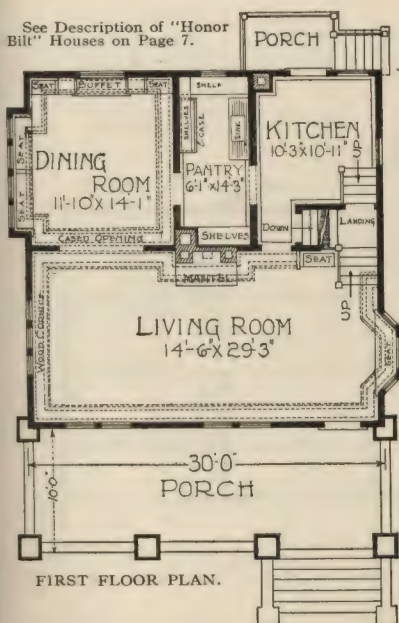 See Description of "Honor
Bilt" Houses on Page 7.
PORCH
SEAT
BUFFET
SEAT
SHELF
SHELVES
SINK
KITCHEN
10'-3"X10'-11"
UP
SEAT
SEAT
DINING
ROOM
11'-10"X14'-1"
PANTRY
6'-1"X14'-3"
DOWN
LANDING
CASED OPENING
SHELVES
MANTEL
SEAT
UP
WOOD CORNICE
LIVING ROOM
14'-6"X29'-3"
SEAT
30'-0"
10'-0"
PORCH
FIRST FLOOR PLAN.